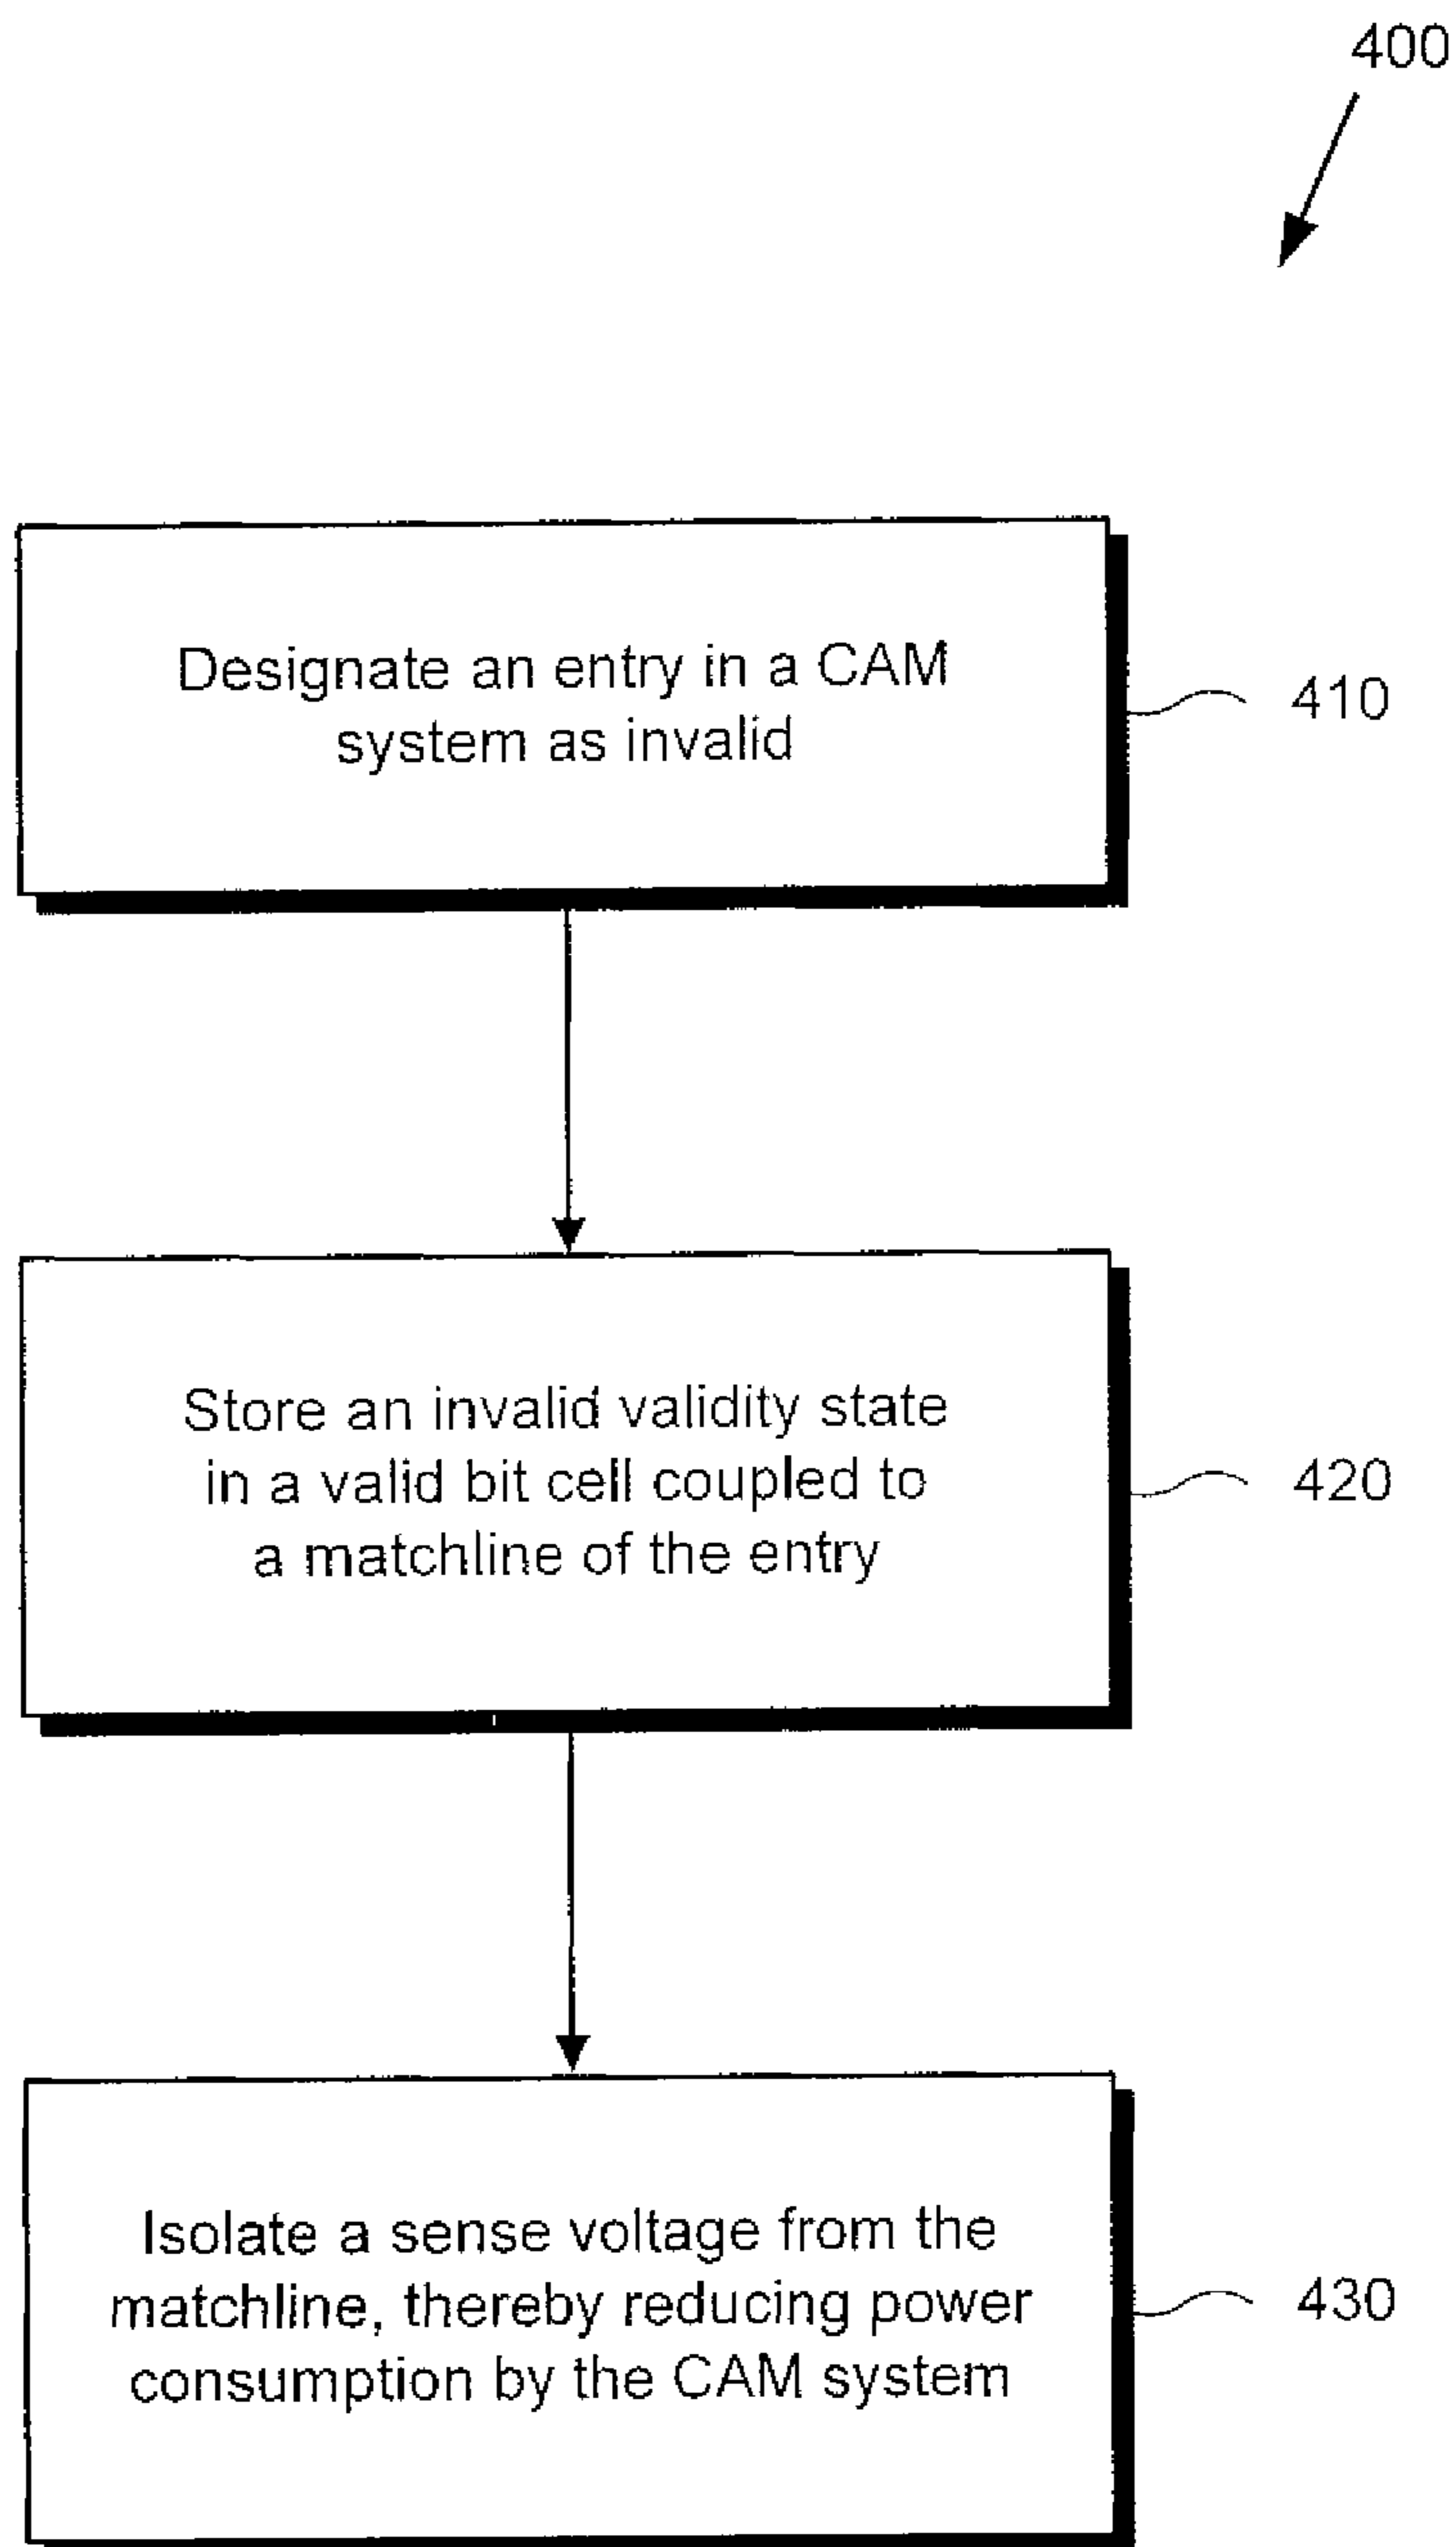 400
Designate an entry in a CAM
system as invalid
410
Store an invalid validity state
in a valid bit cell coupled to
a matchline of the entry
420
Isolate a sense voltage from the
matchline, thereby reducing power
consumption by the CAM system
430